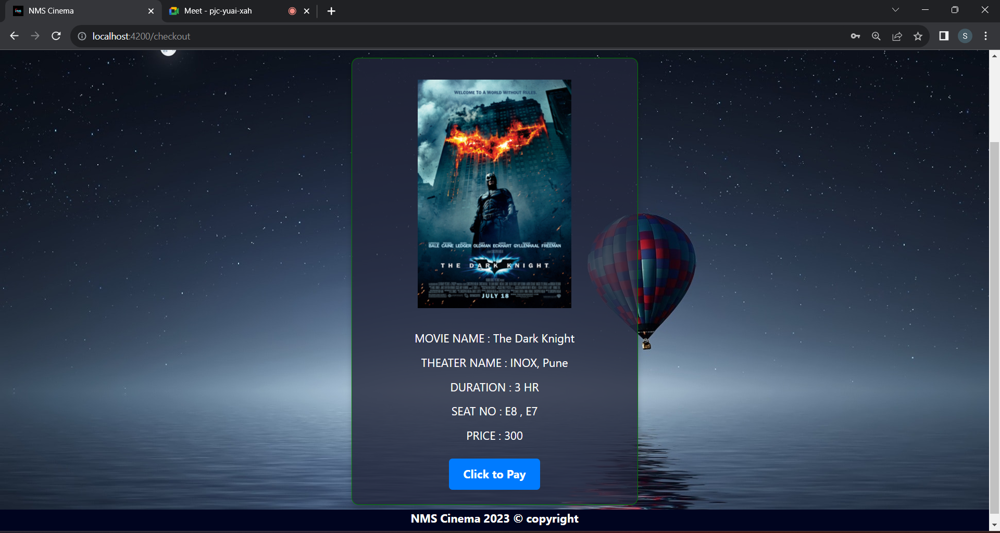 NMS Cinema
Meet - pjc-yuai-xah
localhost:4200/checkout
S
WELCOME TO A WORLD WITHOUT RULES.
BALE CAINE LEDGER OLDMAN ECKHART GYLLENHAAL FREEMAN
THE DARK KNIGHT
JULY 18
MOVIE NAME : The Dark Knight
THEATER NAME : INOX, Pune
DURATION : 3 HR
SEAT NO : E8 , E7
PRICE : 300
Click to Pay
NMS Cinema 2023 © copyright